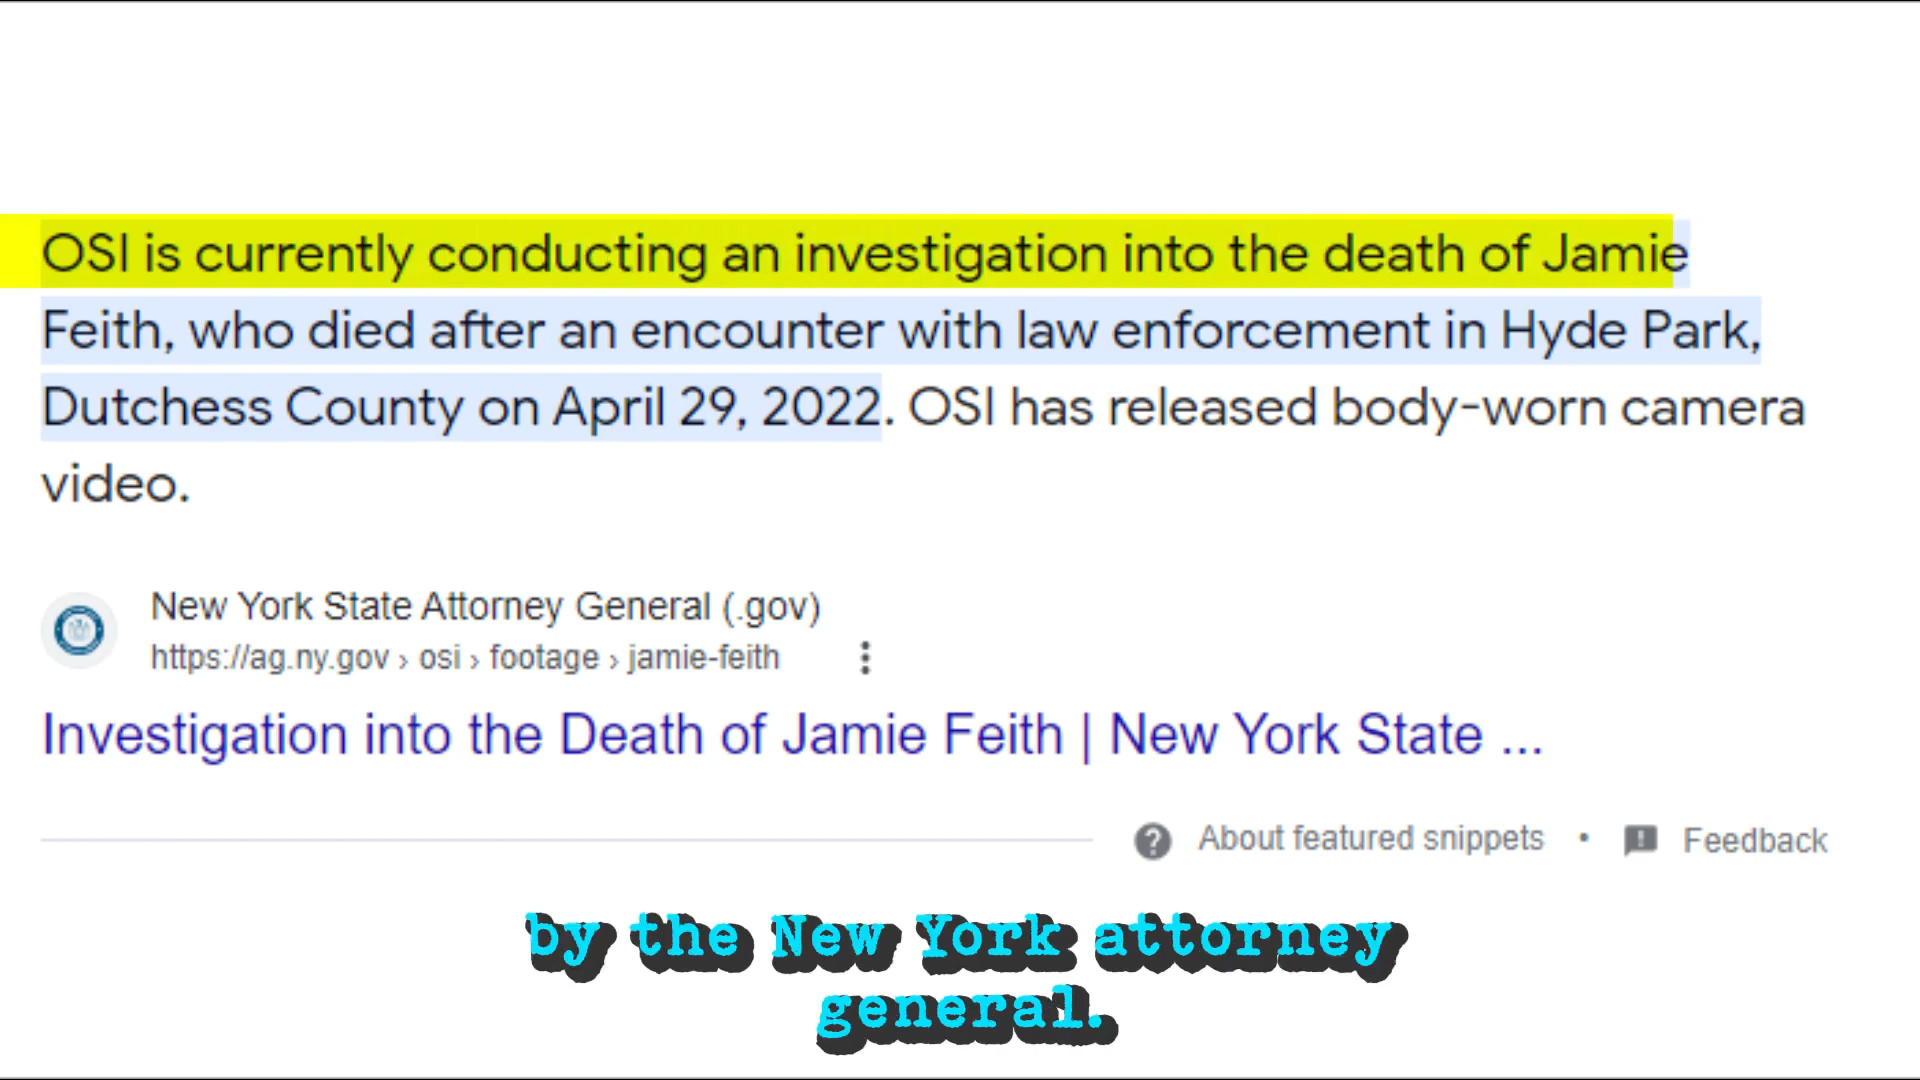 OSI is currently conducting an investigation into the death of Jamie
Feith, who died after an encounter with law enforcement in Hyde Park,
Dutchess County on April 29, 2022. OSI has released body-worn camera
video.
New York State Attorney General (.gov)
https://ag.ny.gov › osi › footage › jamie-feith
Investigation into the Death of Jamie Feith | New York State ...
About featured snippets • Feedback
by the New York attorney
general.